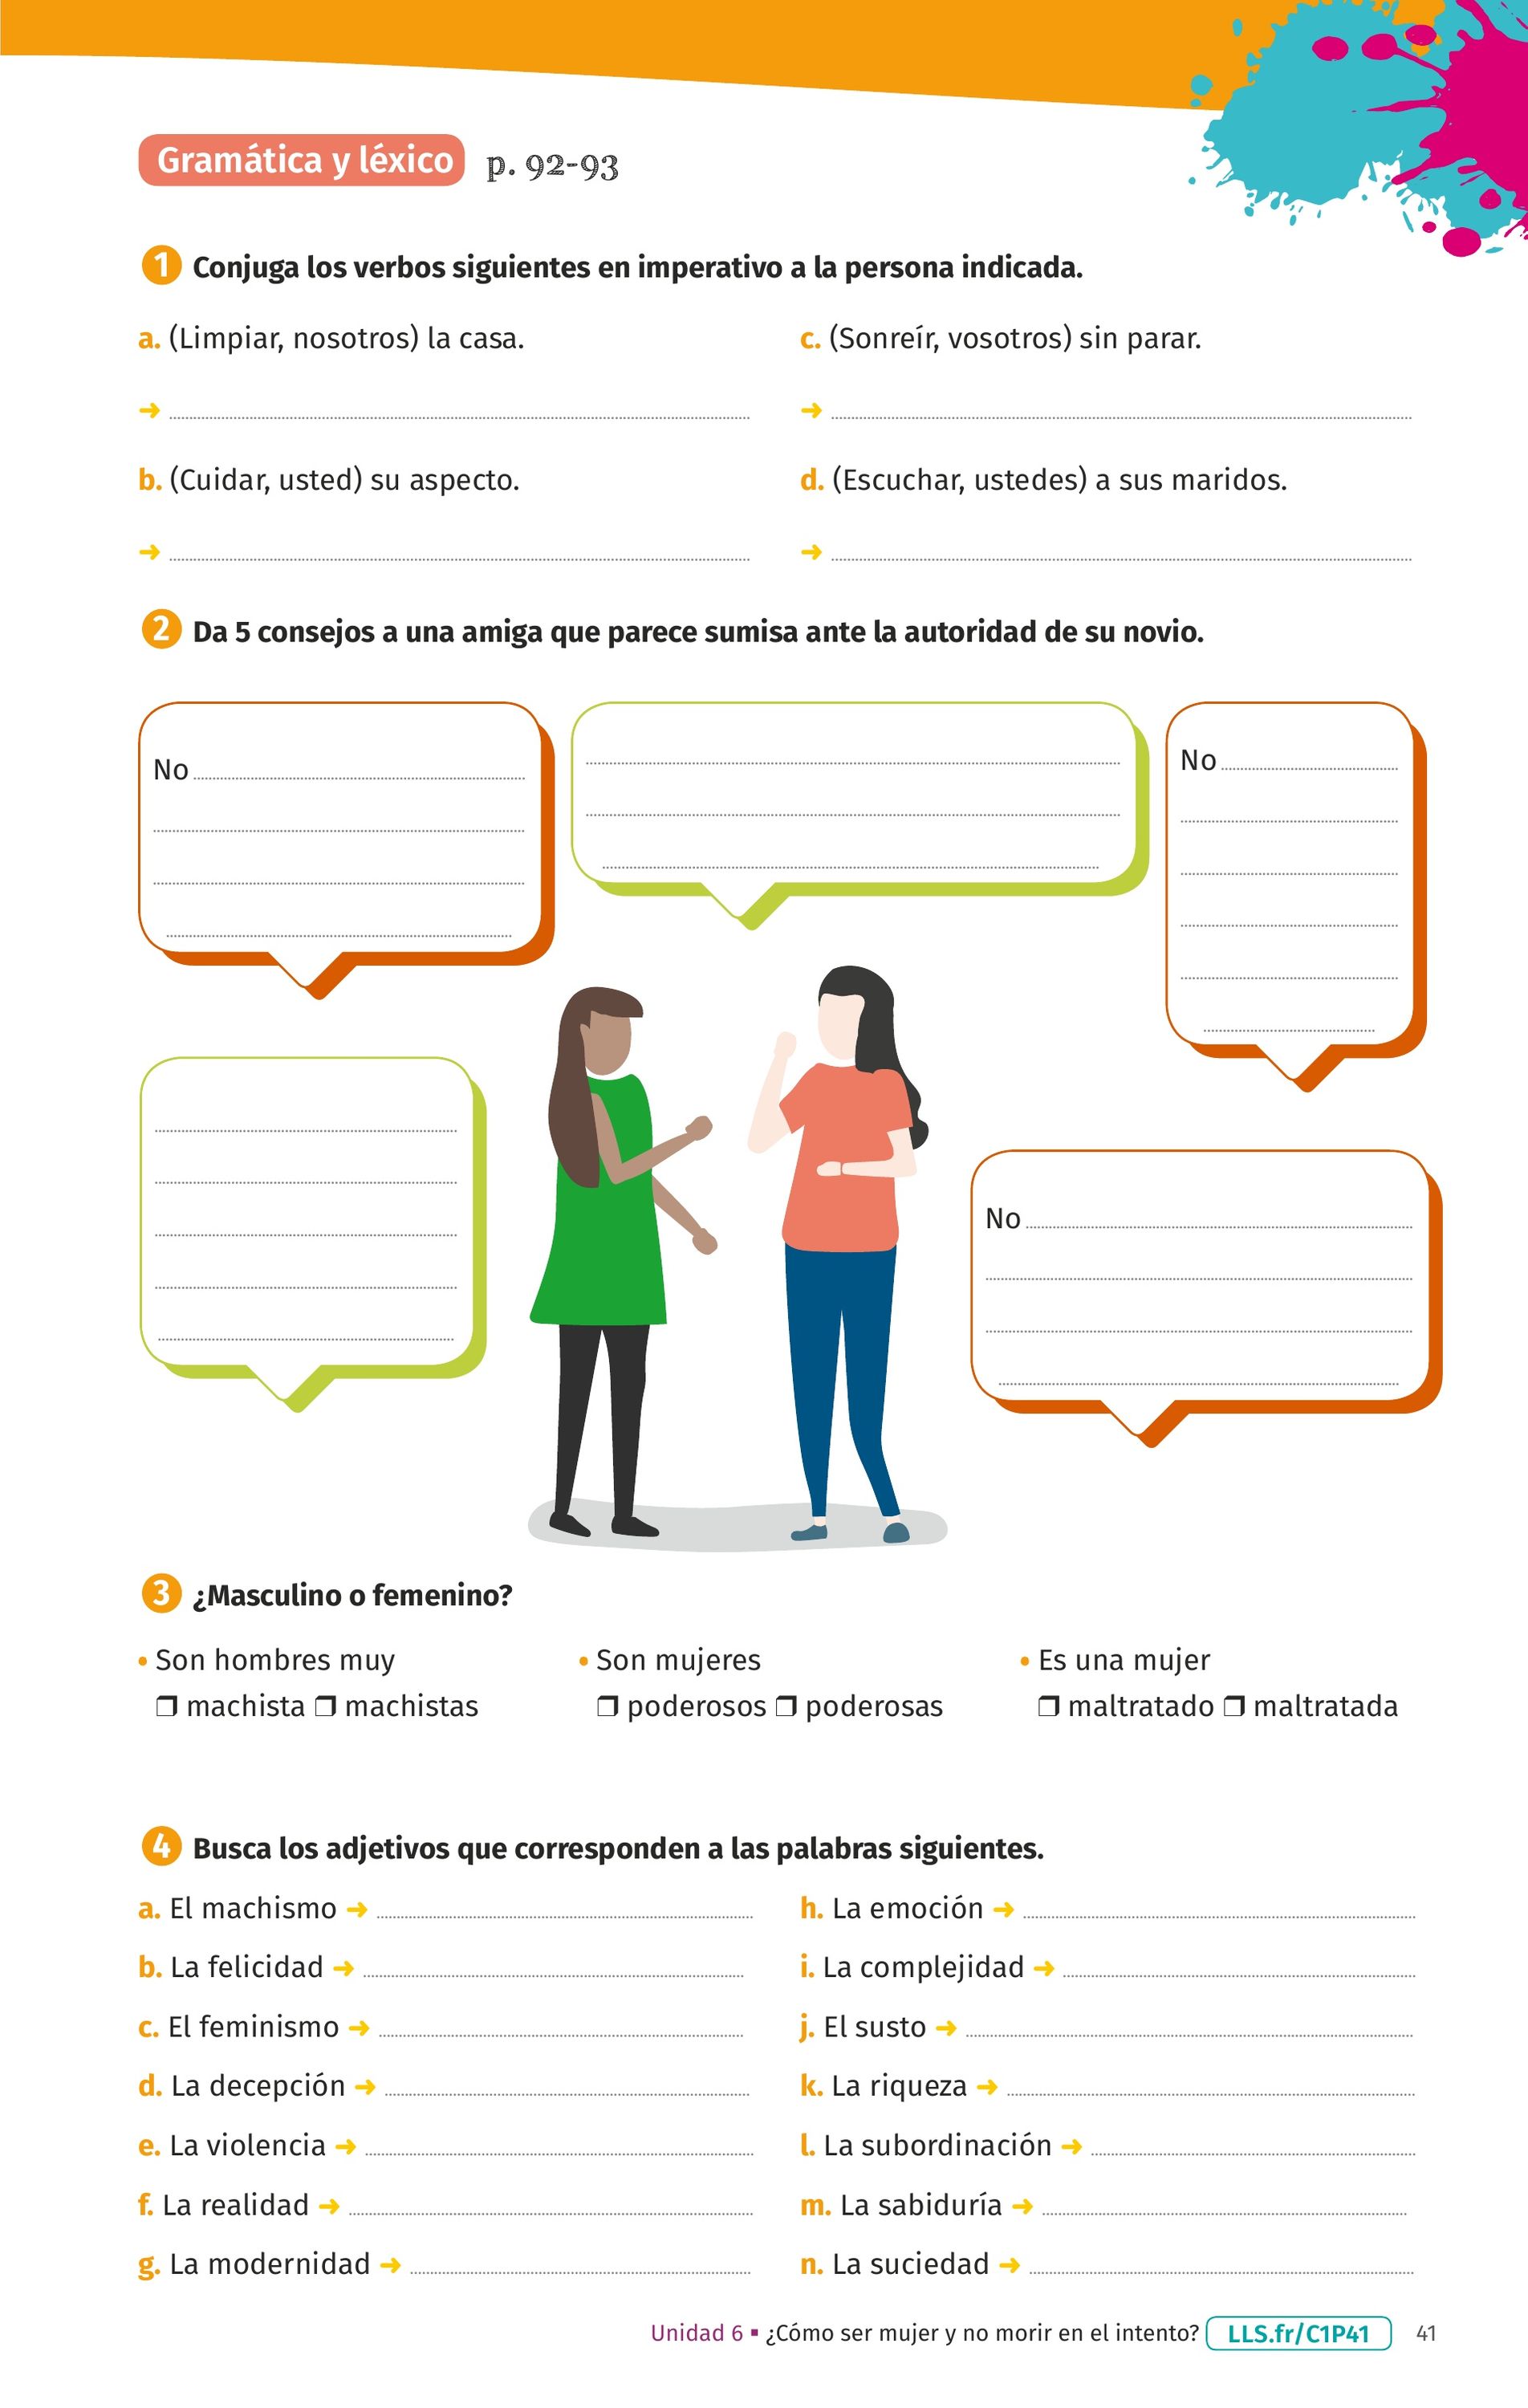 Gramática y léxico p. 92-93
1 Conjuga los verbos siguientes en imperativo a la persona indicada.
a. (Limpiar, nosotros) la casa.
➜
b. (Cuidar, usted) su aspecto.
➜
c. (Sonreír, vosotros) sin parar.
➜
d. (Escuchar, ustedes) a sus maridos.
➜
2 Da 5 consejos a una amiga que parece sumisa ante la autoridad de su novio.
No
No
No
3 ¿Masculino o femenino?
• Son hombres muy
❒ machista ❒ machistas
• Son mujeres
❒ poderosos ❒ poderosas
• Es una mujer
❒ maltratado ❒ maltratada
4 Busca los adjetivos que corresponden a las palabras siguientes.
a. El machismo ➜
b. La felicidad ➜
c. El feminismo ➜
d. La decepción ➜
e. La violencia ➜
f. La realidad ➜
g. La modernidad ➜
h. La emoción ➜
i. La complejidad ➜
j. El susto ➜
k. La riqueza ➜
l. La subordinación ➜
m. La sabiduría ➜
n. La suciedad ➜
Unidad 6 ▪ ¿Cómo ser mujer y no morir en el intento? LLS.fr/C1P41 41